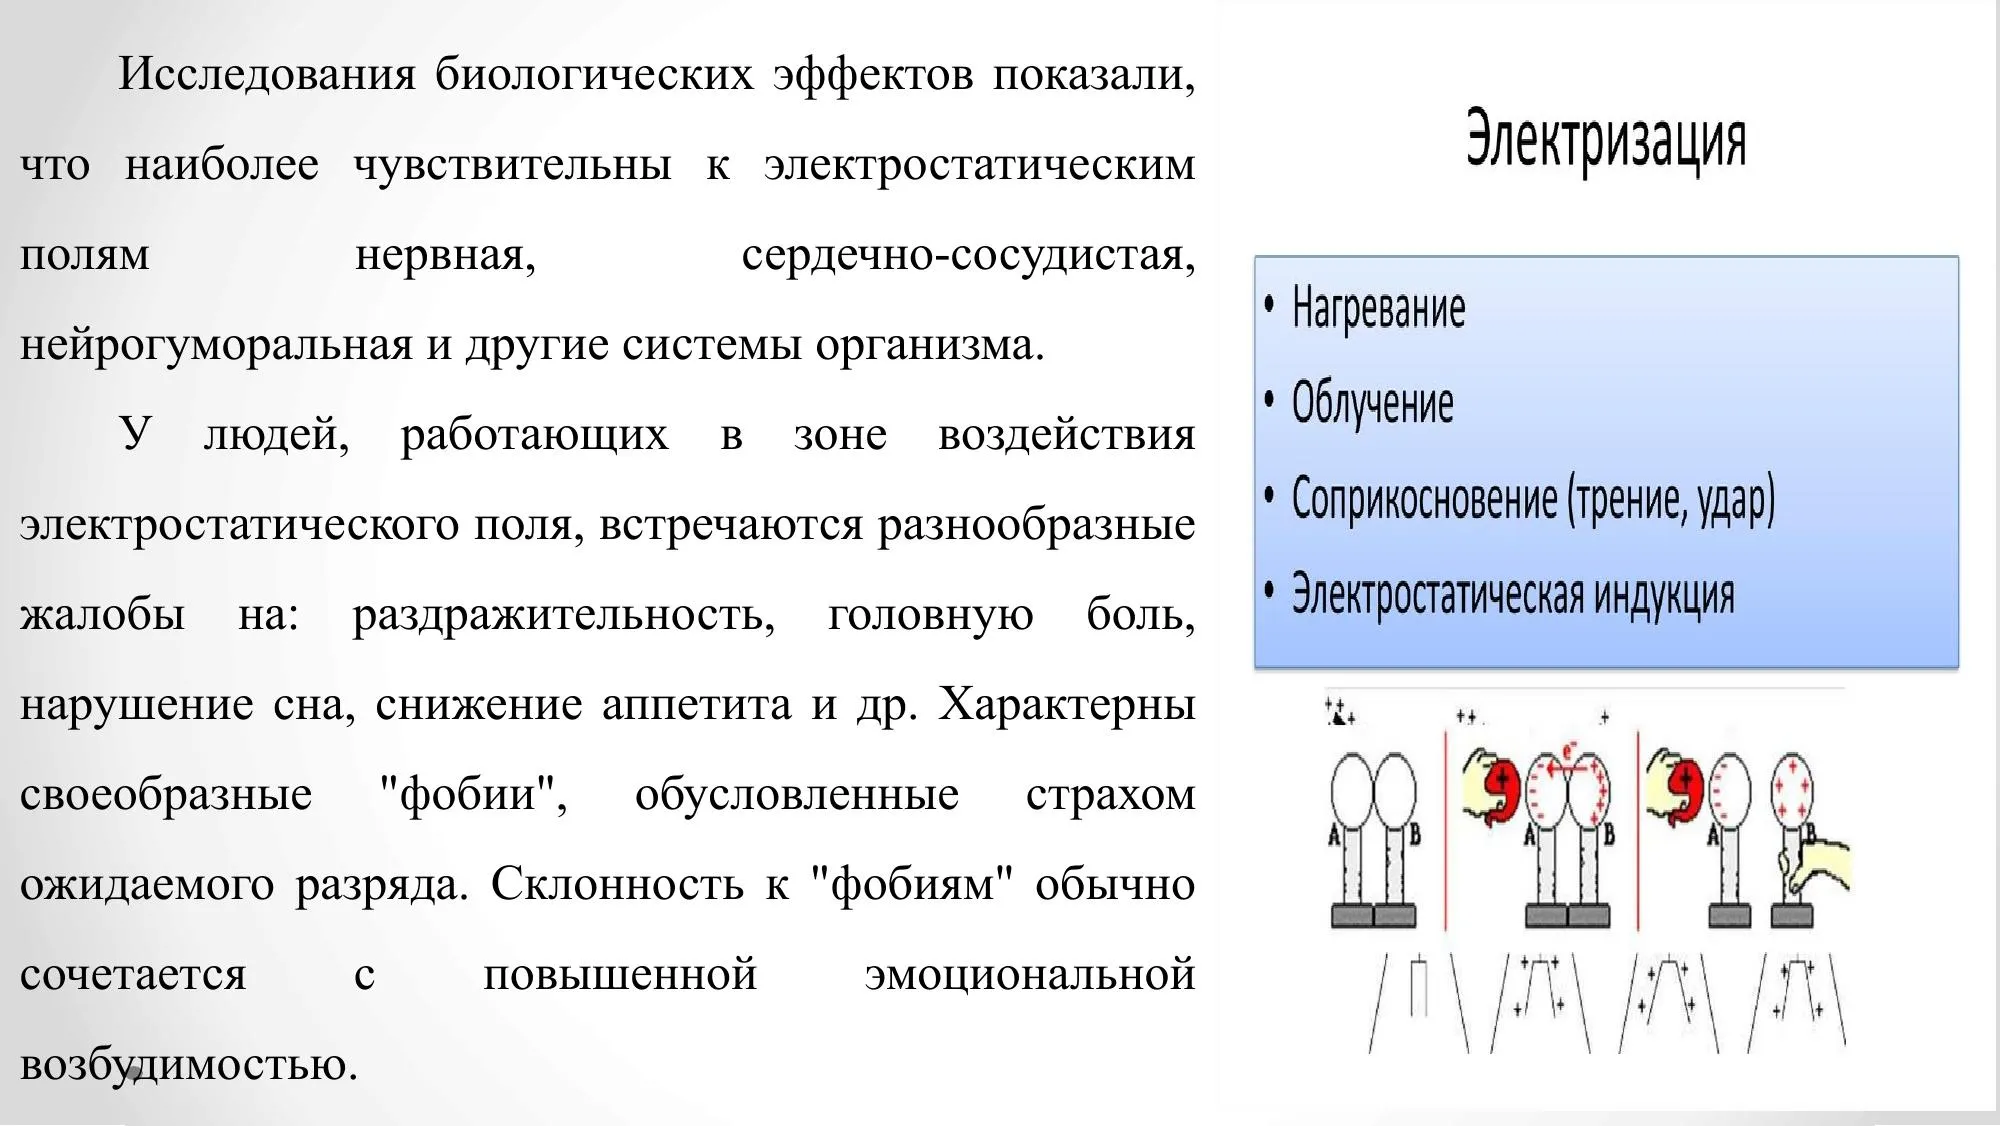 Исследования биологических эффектов показали,
что наиболее чувствительны к электростатическим
полям нервная, сердечно-сосудистая,
нейрогуморальная и другие системы организма.
У людей, работающих в зоне воздействия
электростатического поля, встречаются разнообразные
жалобы на: раздражительность, головную боль,
нарушение сна, снижение аппетита и др. Характерны
своеобразные "фобии", обусловленные страхом
ожидаемого разряда. Склонность к "фобиям" обычно
сочетается с повышенной эмоциональной
возбудимостью.
Электризация
• Нагревание
• Облучение
• Соприкосновение (трение, удар)
• Электростатическая индукция
e⁻
A B A B A B